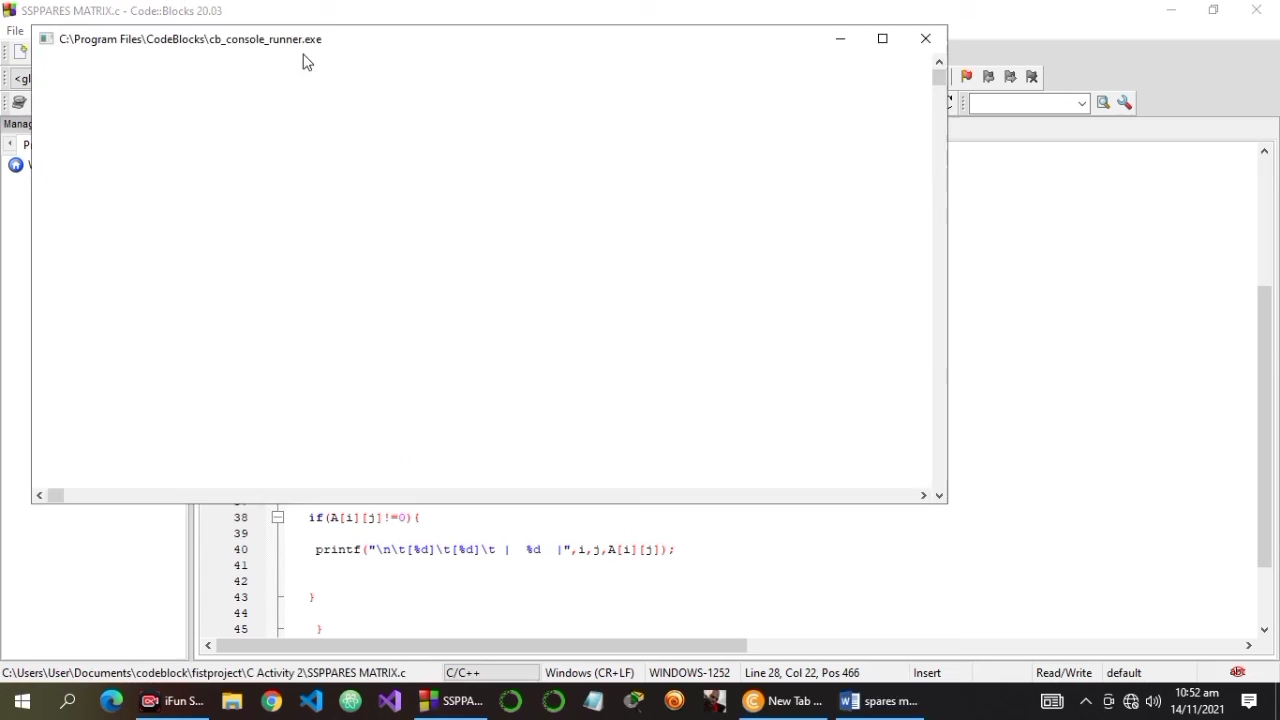 SSPPARES MATRIX.c - Code::Blocks 20.03
File
C:\Program Files\CodeBlocks\cb_console_runner.exe
<gl
Manag
P
38 if(A[i][j]!=0){
39
40 printf("\n\t[%d]\t[%d]\t | %d |",i,j,A[i][j]);
41
42
43 }
44
45 }
C:\Users\User\Documents\codeblock\fistproject\C Activity 2\SSPPARES MATRIX.c C/C++ Windows (CR+LF) WINDOWS-1252 Line 28, Col 22, Pos 466 Insert Read/Write default
iFun S... SSPPA... New Tab ... spares m... 10:52 am
14/11/2021